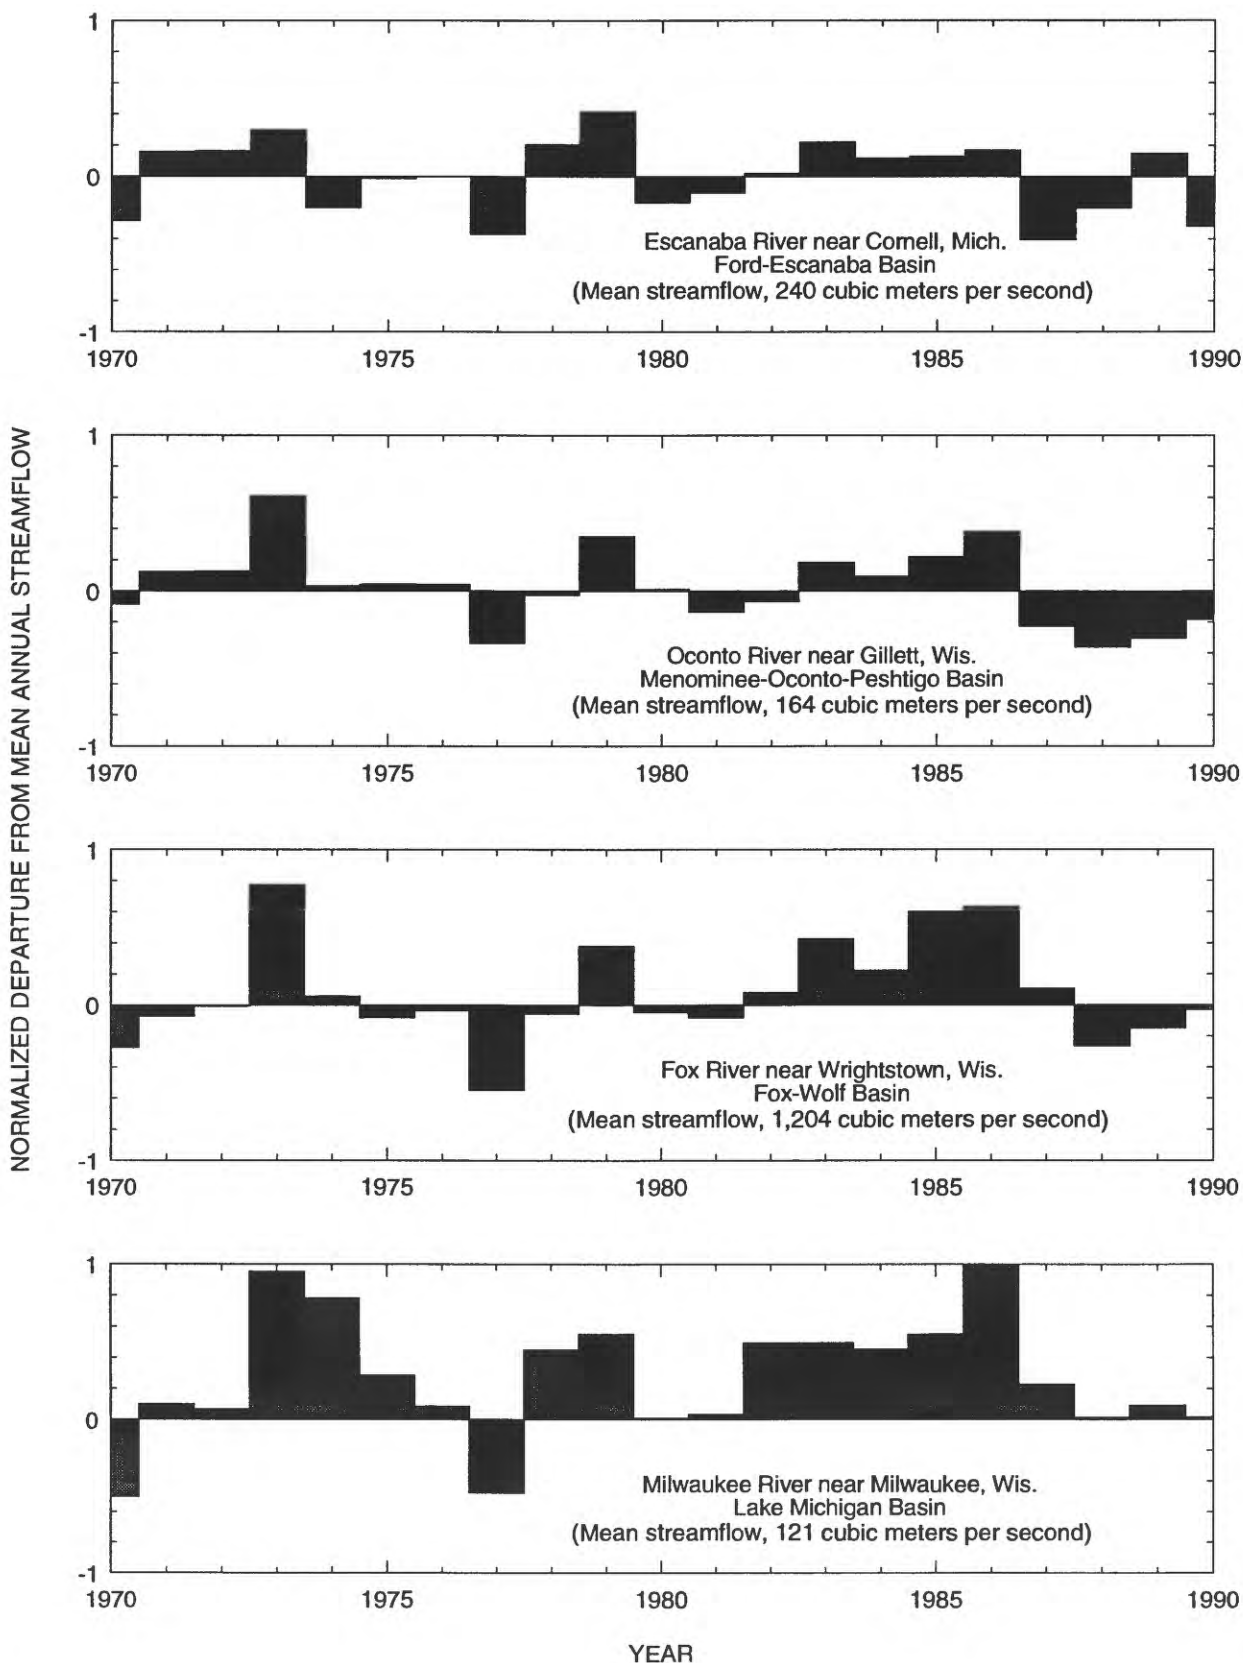 NORMALIZED DEPARTURE FROM MEAN ANNUAL STREAMFLOW
1
0
-1
Escanaba River near Cornell, Mich.
Ford-Escanaba Basin
(Mean streamflow, 240 cubic meters per second)
1970 1975 1980 1985 1990
1
0
-1
Oconto River near Gillett, Wis.
Menominee-Oconto-Peshtigo Basin
(Mean streamflow, 164 cubic meters per second)
1970 1975 1980 1985 1990
1
0
-1
Fox River near Wrightstown, Wis.
Fox-Wolf Basin
(Mean streamflow, 1,204 cubic meters per second)
1970 1975 1980 1985 1990
1
0
-1
Milwaukee River near Milwaukee, Wis.
Lake Michigan Basin
(Mean streamflow, 121 cubic meters per second)
1970 1975 1980 1985 1990
YEAR